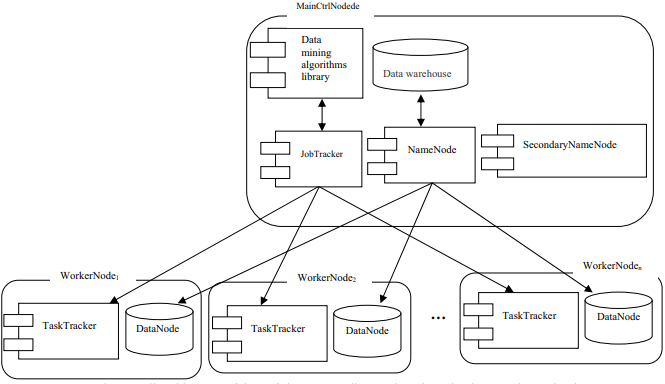 MainCtrlNodede
Data
mining
algorithms
library
Data warehouse
JobTracker
NameNode
SecondaryNameNode
WorkerNode1
WorkerNode2
WorkerNoden
TaskTracker
DataNode
TaskTracker
DataNode
...
TaskTracker
DataNode